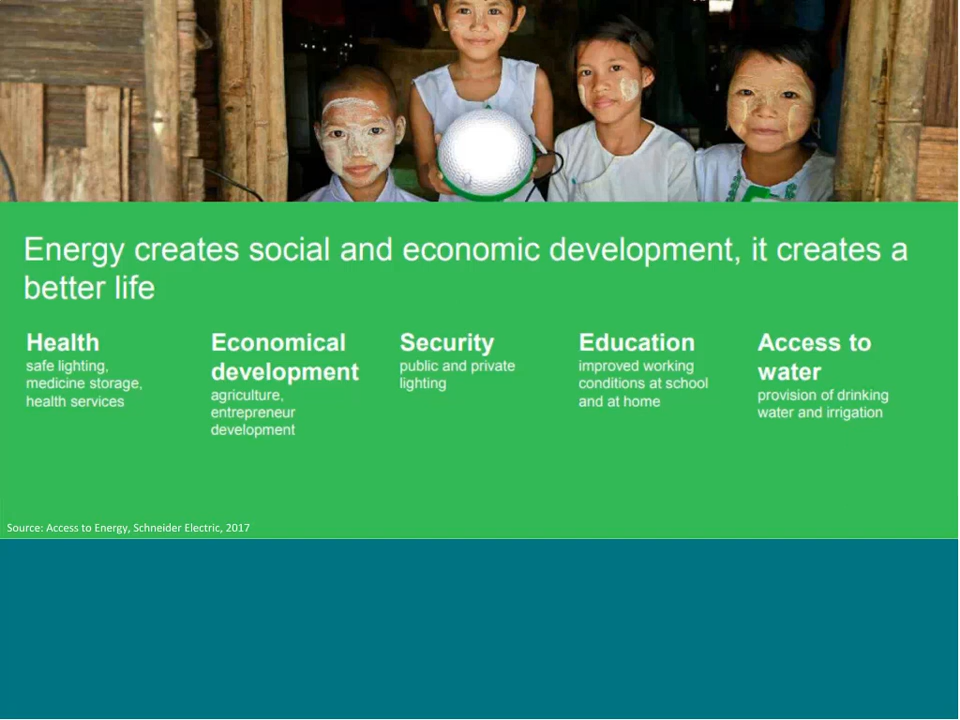 Energy creates social and economic development, it creates a
better life
Health
safe lighting,
medicine storage,
health services
Economical
development
agriculture,
entrepreneur
development
Security
public and private
lighting
Education
improved working
conditions at school
and at home
Access to
water
provision of drinking
water and irrigation
Source: Access to Energy, Schneider Electric, 2017